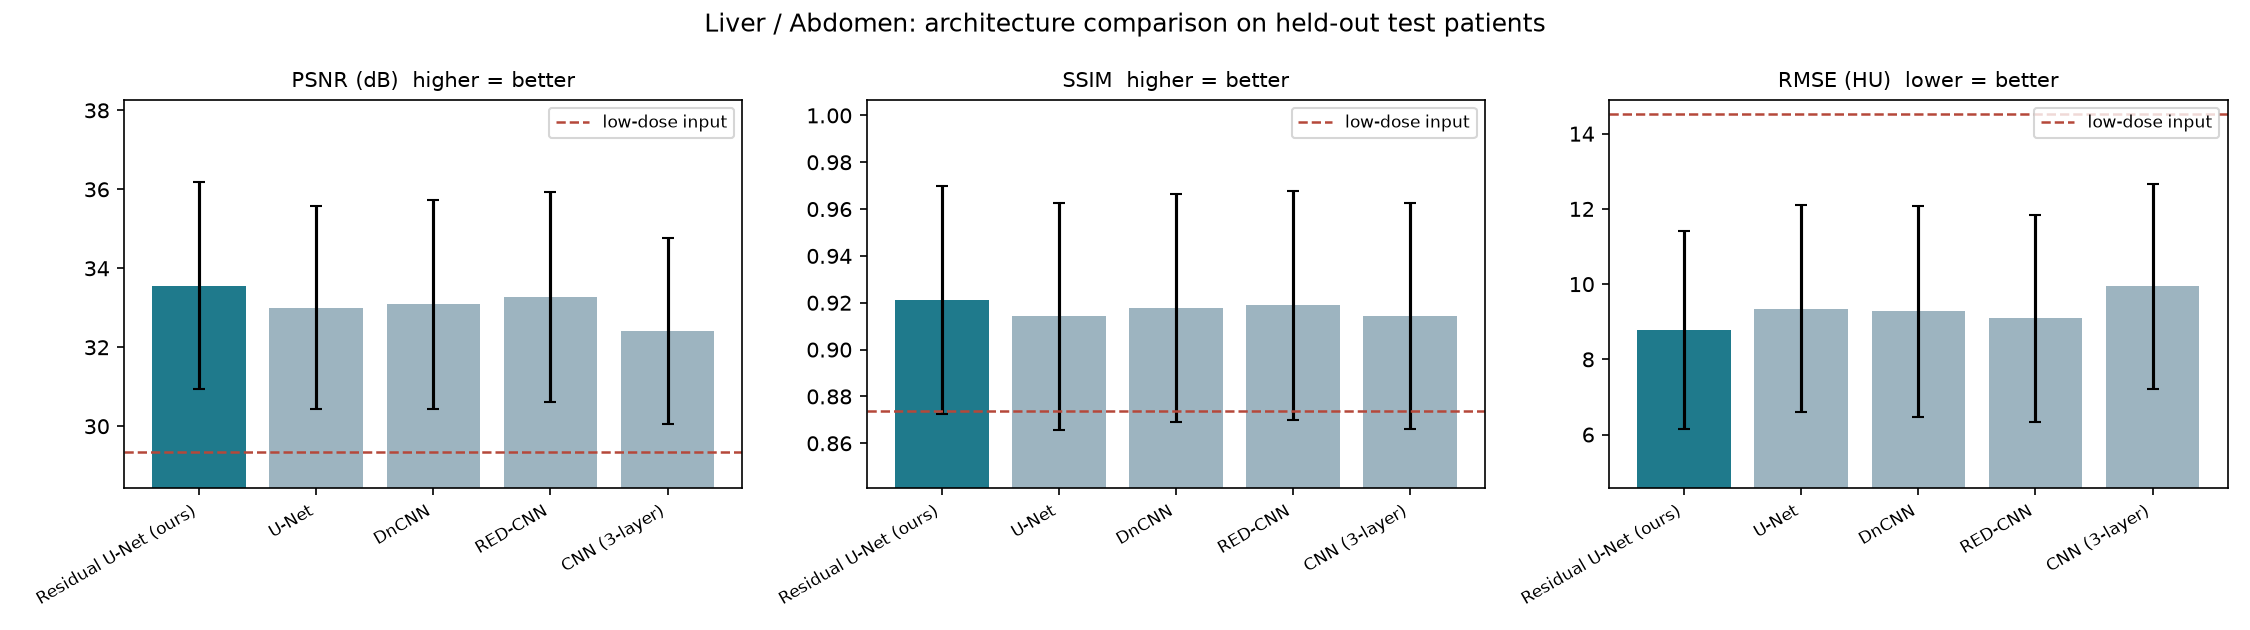 Liver / Abdomen: architecture comparison on held-out test patients
PSNR (dB)  higher = better
low-dose input
38
36
34
32
30
Residual U-Net (ours)
U-Net
DnCNN
RED-CNN
CNN (3-layer)
SSIM  higher = better
low-dose input
1.00
0.98
0.96
0.94
0.92
0.90
0.88
0.86
Residual U-Net (ours)
U-Net
DnCNN
RED-CNN
CNN (3-layer)
RMSE (HU)  lower = better
low-dose input
14
12
10
8
6
Residual U-Net (ours)
U-Net
DnCNN
RED-CNN
CNN (3-layer)